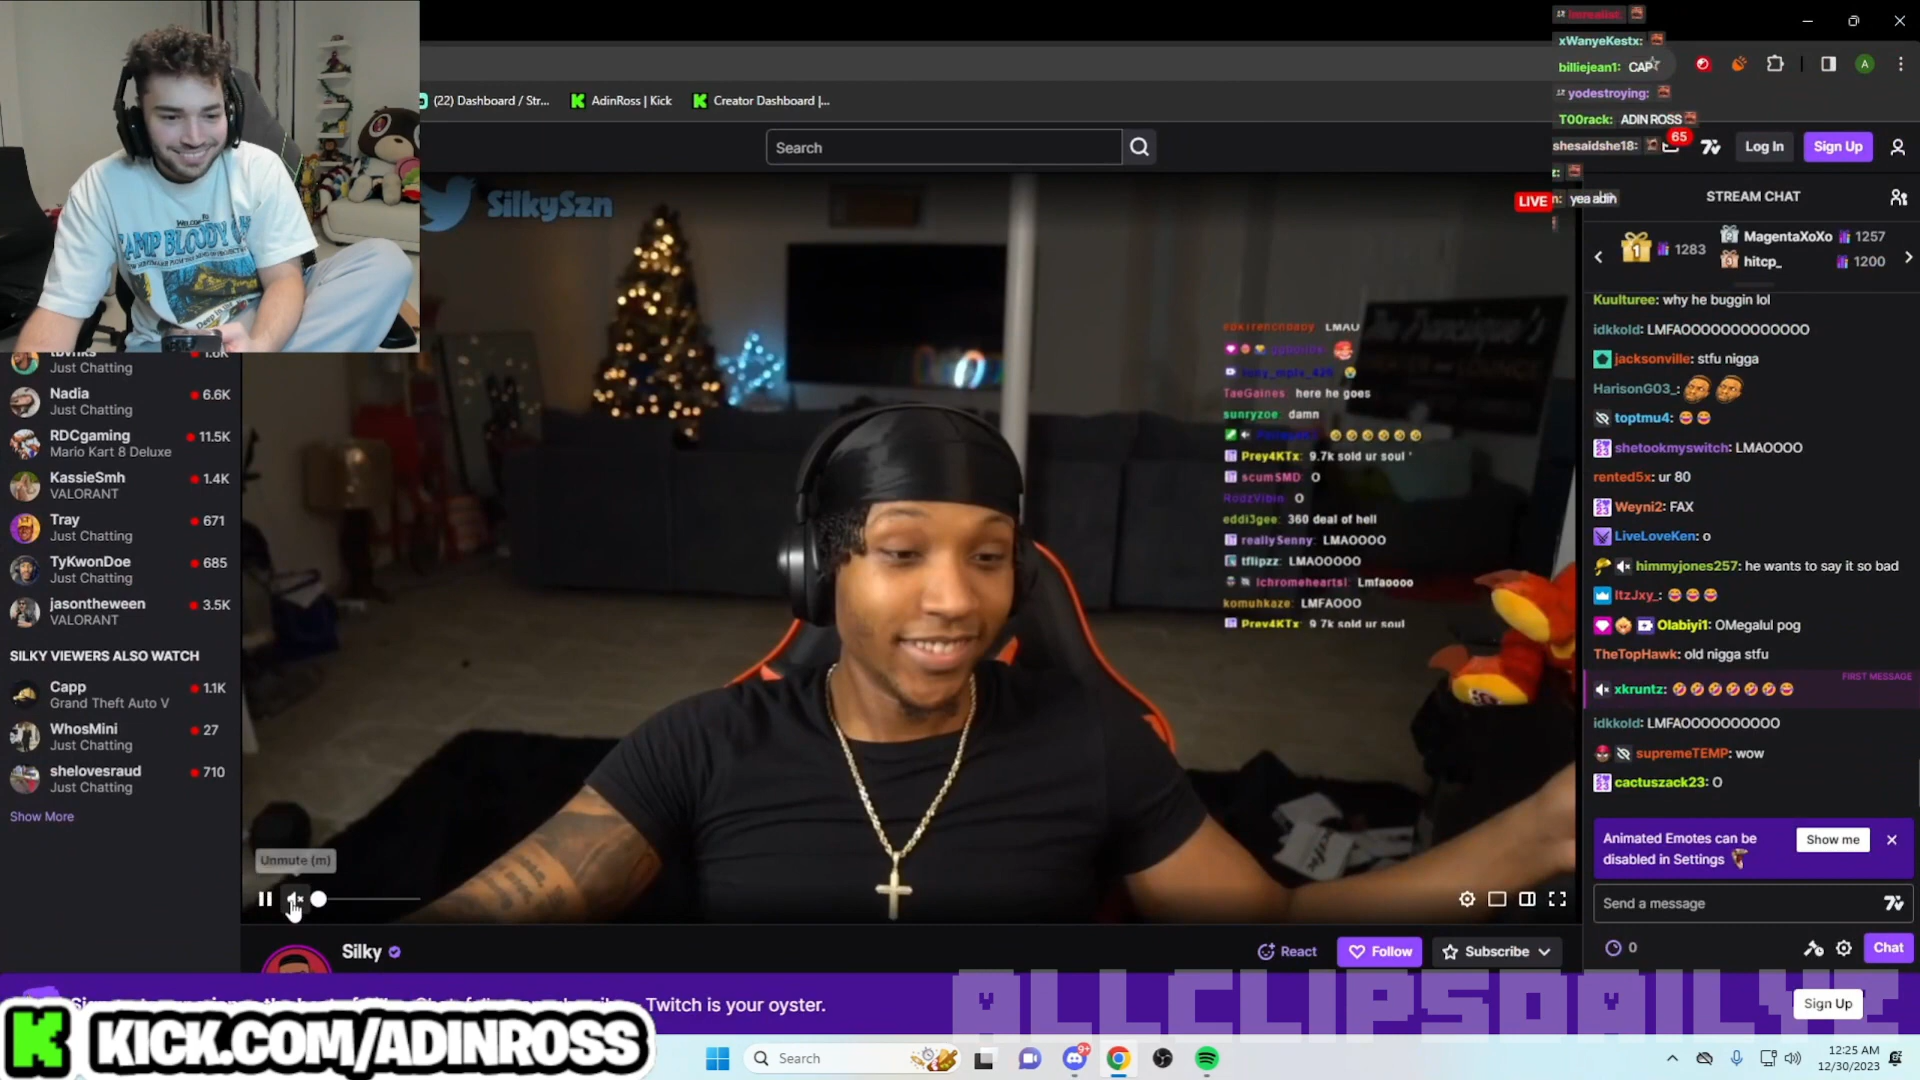 xWanyeKestx:
billiejean1: CAP
yodestroying:
T00rack: ADIN ROSS
shesaidshe18:
yea adin
(22) Dashboard / Str...
AdinRoss | Kick
Creator Dashboard |...
A
Search
65
Log In
Sign Up
SilkySzn
LIVE
STREAM CHAT
1
1283
MagentaXoXo 1257
hitcp_ 1200
CAMP BLOODY
Just Chatting
Nadia 6.6K
Just Chatting
RDCgaming 11.5K
Mario Kart 8 Deluxe
KassieSmh 1.4K
VALORANT
Tray 671
Just Chatting
TyKwonDoe 685
Just Chatting
jasontheween 3.5K
VALORANT
SILKY VIEWERS ALSO WATCH
Capp 1.1K
Grand Theft Auto V
WhosMini 27
Just Chatting
shelovesraud 710
Just Chatting
Show More
TaeGaines here he goes
sunryzoe damn
Prey4KTx: 9.7k sold ur soul '
scumSMD O
RodzVibin O
eddi3gee: 360 deal of hell
reallySenny: LMAOOOO
tflipzz: LMAOOOOO
lchromehearts! Lmfaoooo
komuhkaze: LMFAOOO
Prey4KTx: 9.7k sold ur soul
Kuulturee: why he buggin lol
idkkold: LMFAOOOOOOOOOOOOO
jacksonville: stfu nigga
HarisonG03_:
toptmu4:
shetookmyswitch: LMAOOOO
rented5x: ur 80
Weyni2: FAX
LiveLoveKen: o
himmyjones257: he wants to say it so bad
ItzJxy_:
Olabiyi1: OMegalul pog
TheTopHawk: old nigga stfu
FIRST MESSAGE
xkruntz:
idkkold: LMFAOOOOOOOOOO
supremeTEMP: wow
cactuszack23: O
Animated Emotes can be
disabled in Settings
Show me
Send a message
0
Chat
Unmute (m)
Silky
React
Follow
Subscribe
Twitch is your oyster.
Sign Up
ALLCLIPSDAILYZ
K KICK.COM/ADINROSS
Search
9+
12:25 AM
12/30/2023